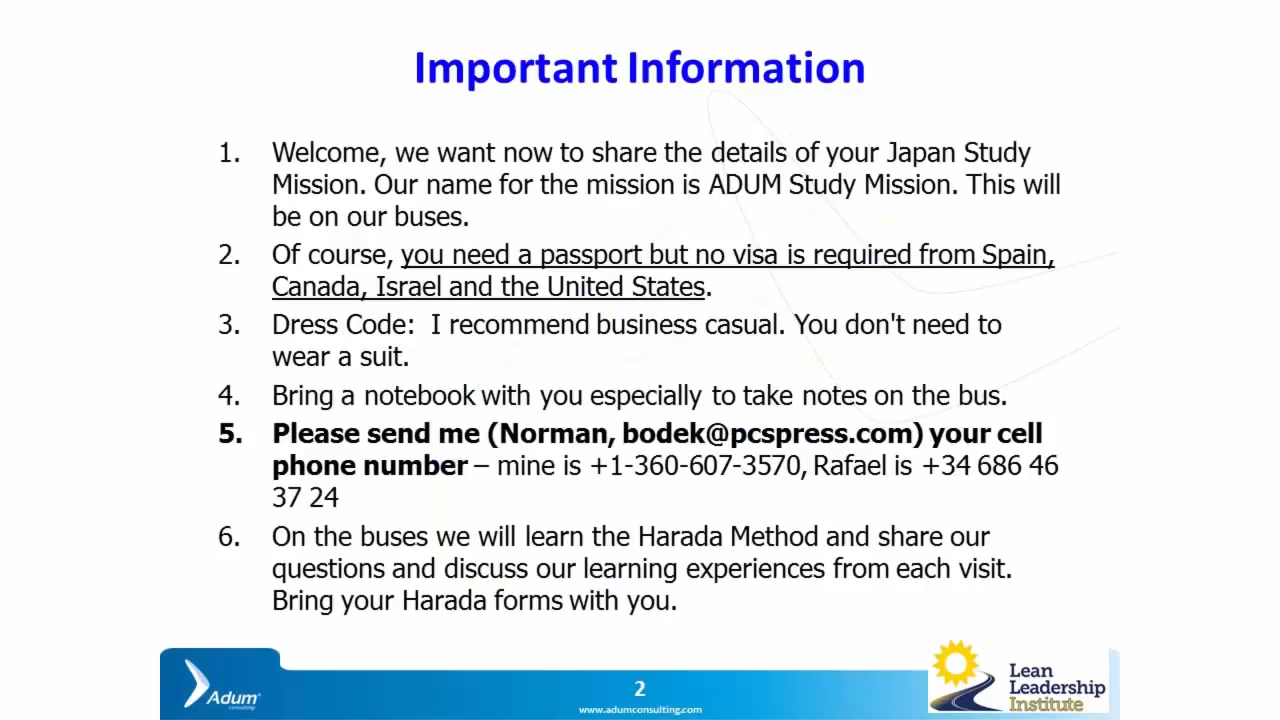 Important Information
1. Welcome, we want now to share the details of your Japan Study
Mission. Our name for the mission is ADUM Study Mission. This will
be on our buses.
2. Of course, you need a passport but no visa is required from Spain,
Canada, Israel and the United States.
3. Dress Code: I recommend business casual. You don't need to
wear a suit.
4. Bring a notebook with you especially to take notes on the bus.
5. Please send me (Norman, bodek@pcspress.com) your cell
phone number – mine is +1-360-607-3570, Rafael is +34 686 46
37 24
6. On the buses we will learn the Harada Method and share our
questions and discuss our learning experiences from each visit.
Bring your Harada forms with you.
Adum
consulting
2
www.adumconsulting.com
Lean
Leadership
Institute